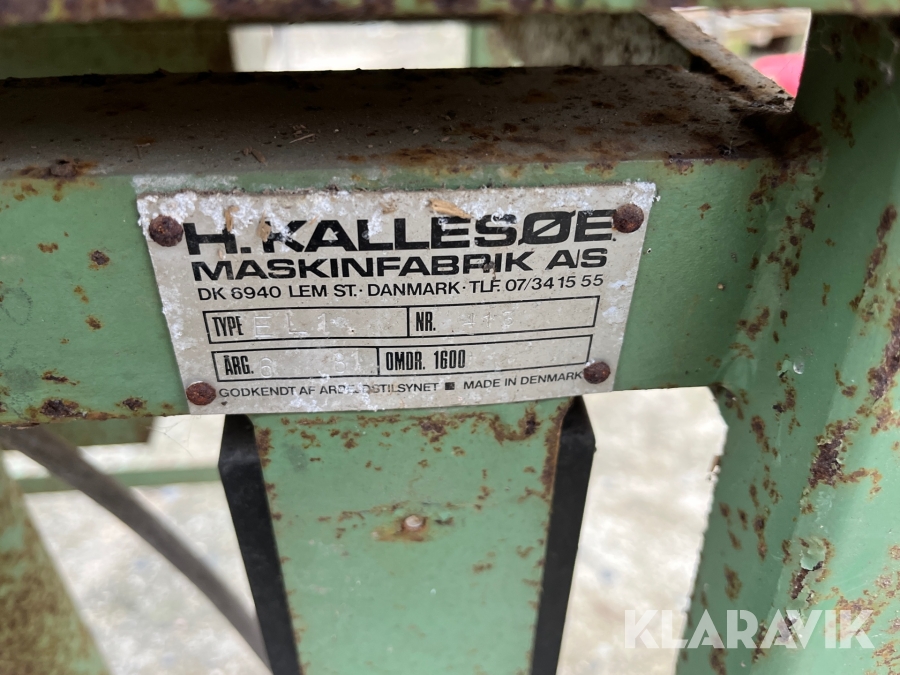 H. KALLESØE
MASKINFABRIK A/S
DK 6940 LEM ST. · DANMARK · TLF. 07/34 15 55
TYPE EL1 NR.
ÅRG. OMDR. 1600
GODKENDT AF ARBEJDSTILSYNET MADE IN DENMARK
KLARAVIK